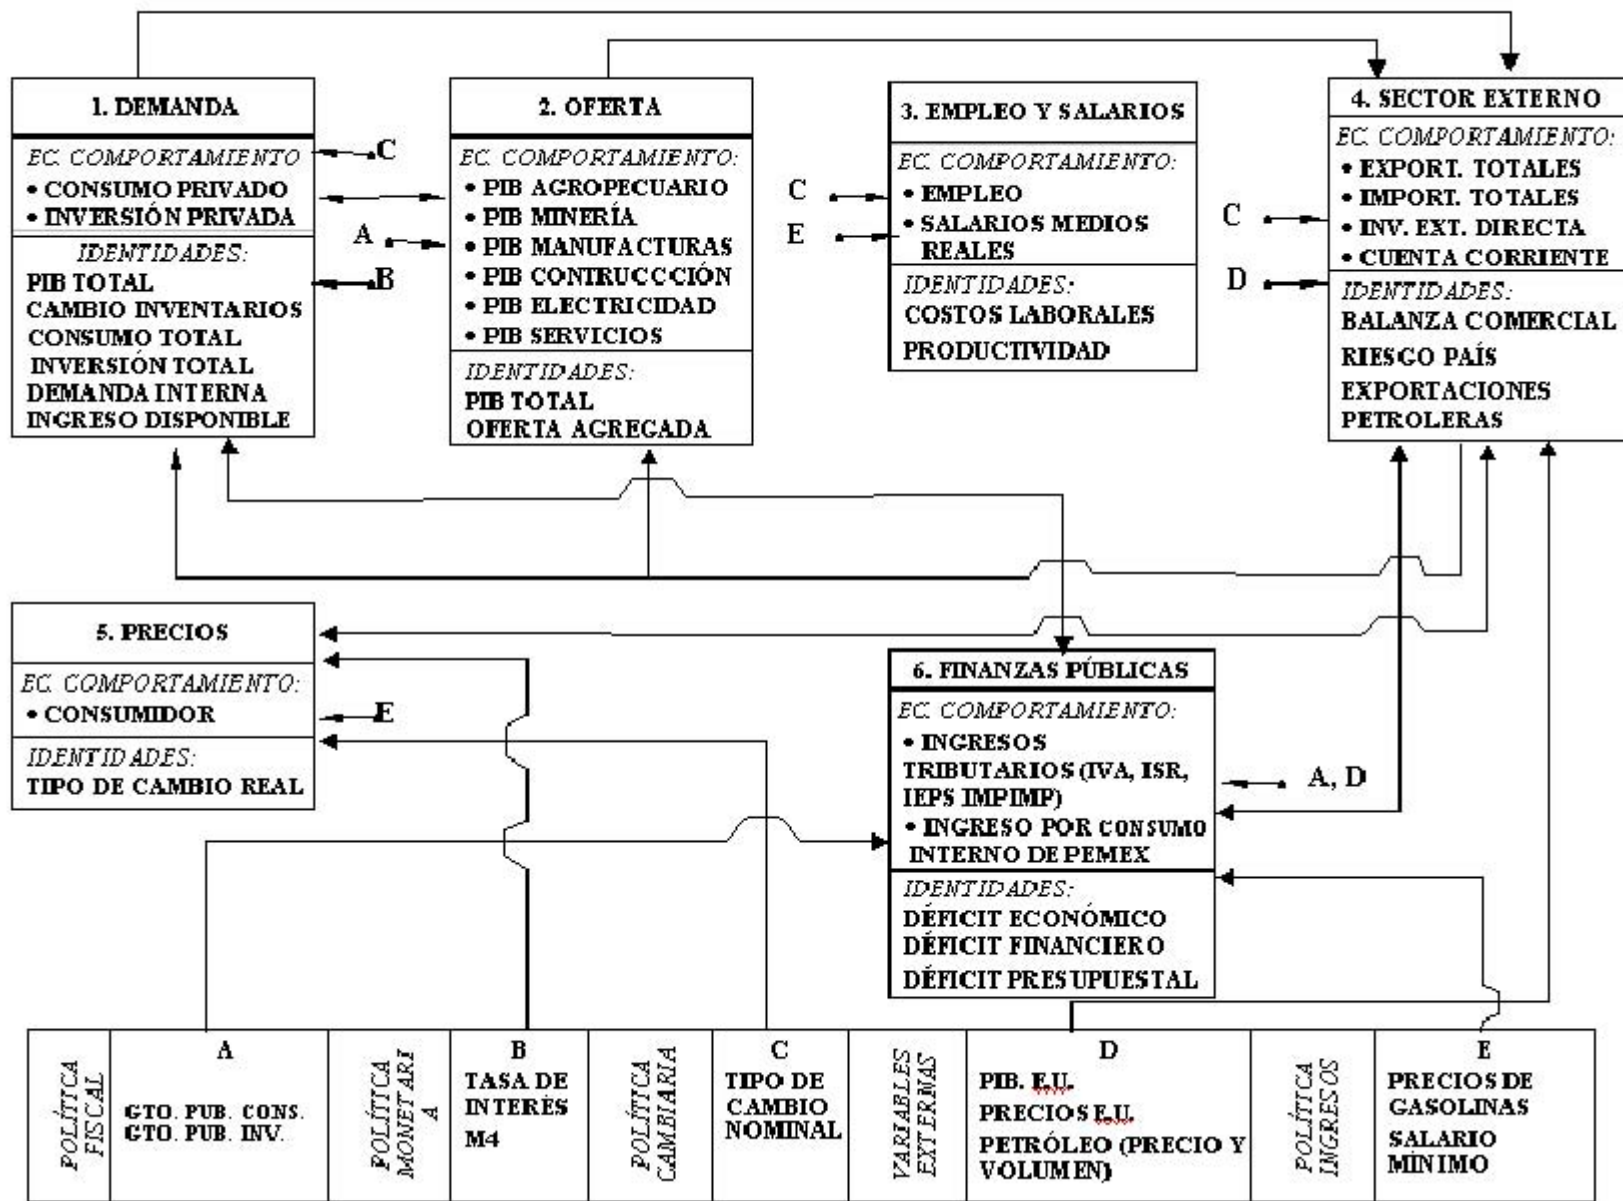 1. DEMANDA
EC. COMPORTAMIENTO
• CONSUMO PRIVADO
• INVERSIÓN PRIVADA
IDENTIDADES:
PIB TOTAL
CAMBIO INVENTARIOS
CONSUMO TOTAL
INVERSIÓN TOTAL
DEMANDA INTERNA
INGRESO DISPONIBLE
C
A
B
2. OFERTA
EC. COMPORTAMIENTO:
• PIB AGROPECUARIO
• PIB MINERÍA
• PIB MANUFACTURAS
• PIB CONTRUCCCIÓN
• PIB ELECTRICIDAD
• PIB SERVICIOS
IDENTIDADES:
PIB TOTAL
OFERTA AGREGADA
C
E
3. EMPLEO Y SALARIOS
EC. COMPORTAMIENTO:
• EMPLEO
• SALARIOS MEDIOS
REALES
IDENTIDADES:
COSTOS LABORALES
PRODUCTIVIDAD
C
D
4. SECTOR EXTERNO
EC. COMPORTAMIENTO:
• EXPORT. TOTALES
• IMPORT. TOTALES
• INV. EXT. DIRECTA
• CUENTA CORRIENTE
IDENTIDADES:
BALANZA COMERCIAL
RIESGO PAÍS
EXPORTACIONES
PETROLERAS
5. PRECIOS
EC. COMPORTAMIENTO:
• CONSUMIDOR
IDENTIDADES:
TIPO DE CAMBIO REAL
E
6. FINANZAS PÚBLICAS
EC. COMPORTAMIENTO:
• INGRESOS
TRIBUTARIOS (IVA, ISR,
IEPS IMPIMP)
• INGRESO POR CONSUMO
INTERNO DE PEMEX
IDENTIDADES:
DÉFICIT ECONÓMICO
DÉFICIT FINANCIERO
DÉFICIT PRESUPUESTAL
A, D
POLÍTICA
FISCAL
A
GTO. PUB. CONS.
GTO. PUB. INV.
POLÍTICA
MONETARI
A
B
TASA DE
INTERÉS
M4
POLÍTICA
CAMBIARIA
C
TIPO DE
CAMBIO
NOMINAL
VARIABLES
EXTERNAS
D
PIB. E.U.
PRECIOS E.U.
PETRÓLEO (PRECIO Y
VOLUMEN)
POLÍTICA
INGRESOS
E
PRECIOS DE
GASOLINAS
SALARIO
MÍNIMO